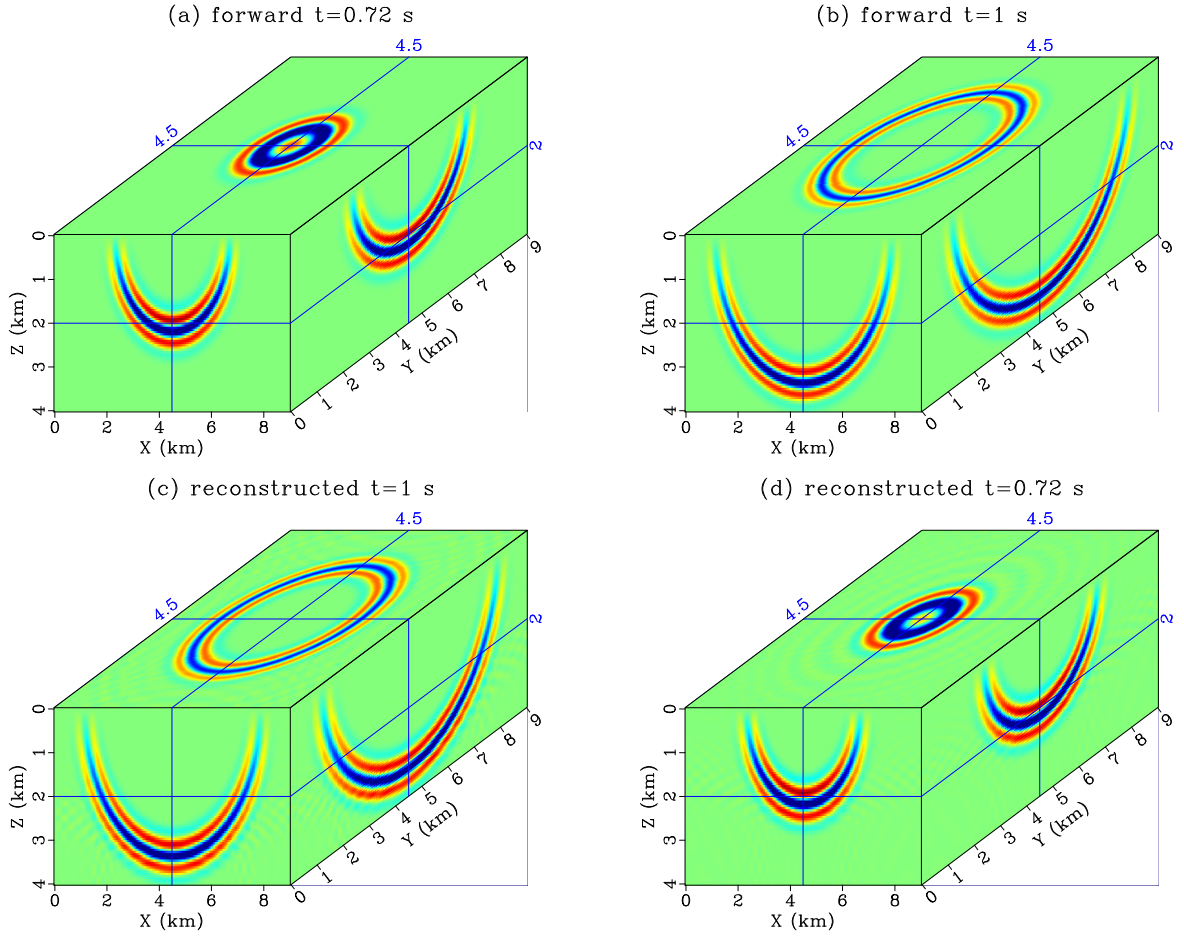 (a) forward t=0.72 s
4.5
4.5
2
0
1
2
3
4
Z (km)
0 2 4 6 8
X (km)
0 1 2 3 4 5 6 7 8 9
Y (km)
(b) forward t=1 s
4.5
4.5
2
0
1
2
3
4
Z (km)
0 2 4 6 8
X (km)
0 1 2 3 4 5 6 7 8 9
Y (km)
(c) reconstructed t=1 s
4.5
4.5
2
0
1
2
3
4
Z (km)
0 2 4 6 8
X (km)
0 1 2 3 4 5 6 7 8 9
Y (km)
(d) reconstructed t=0.72 s
4.5
4.5
2
0
1
2
3
4
Z (km)
0 2 4 6 8
X (km)
0 1 2 3 4 5 6 7 8 9
Y (km)